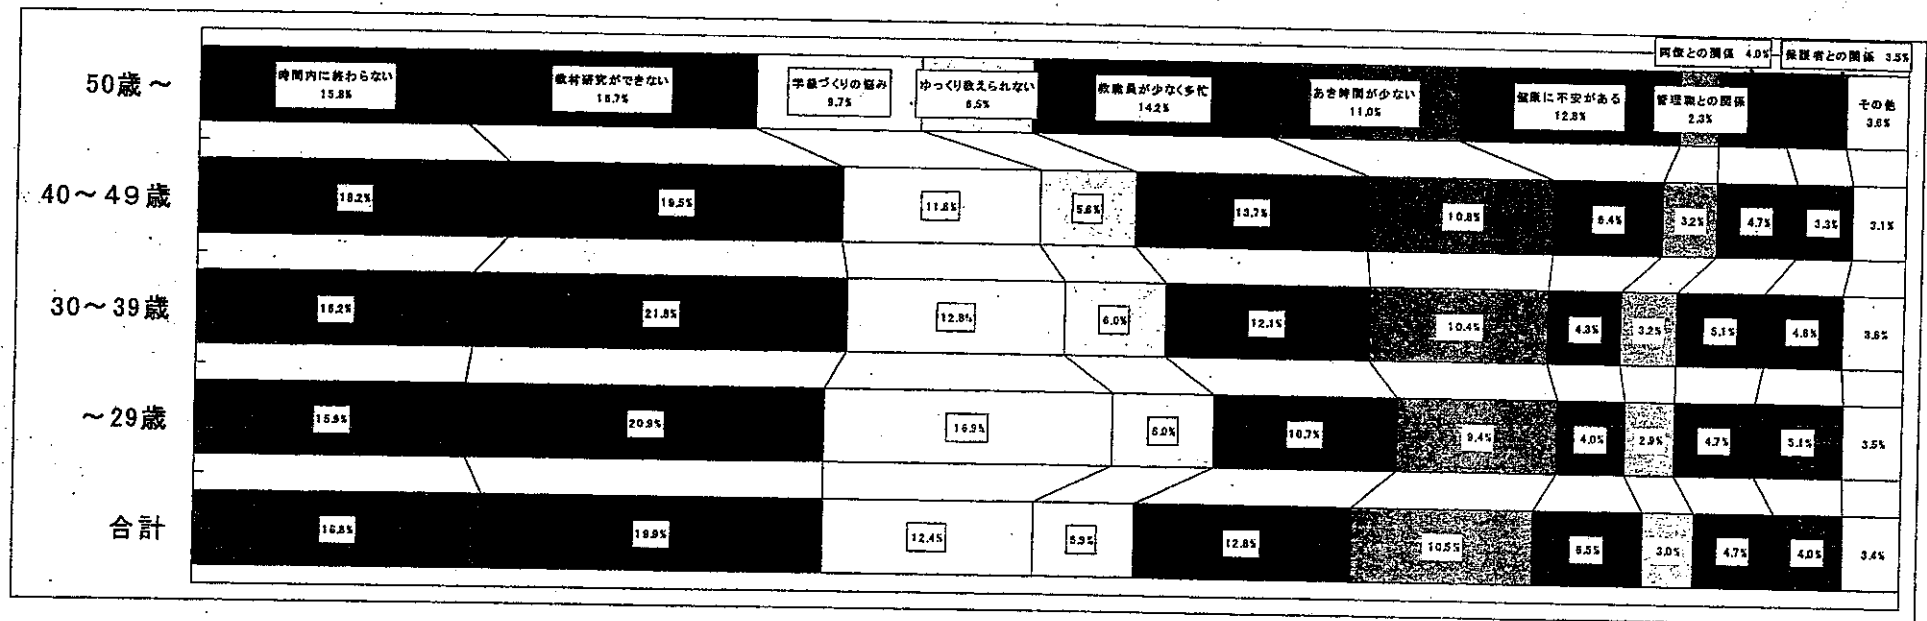 同僚との関係 4.0% 保護者との関係 3.5%
50歳～
時間内に終わらない
15.8%
教材研究ができない
16.7%
学級づくりの悩み
9.7%
ゆっくり教えられない
6.5%
教職員が少なく多忙
14.2%
あき時間が少ない
11.0%
健康に不安がある
12.8%
管理職との関係
2.3%
その他
3.6%
40～49歳 18.2% 19.5% 11.6% 5.6% 13.7% 10.8% 6.4% 3.2% 4.7% 3.3% 3.1%
30～39歳 16.2% 21.8% 12.8% 6.0% 12.1% 10.4% 4.3% 3.2% 5.1% 4.6% 3.6%
～29歳 15.9% 20.9% 16.9% 6.0% 10.7% 9.4% 4.0% 2.9% 4.7% 5.1% 3.5%
合計 16.8% 19.9% 12.4% 5.9% 12.8% 10.5% 6.5% 3.0% 4.7% 4.0% 3.4%